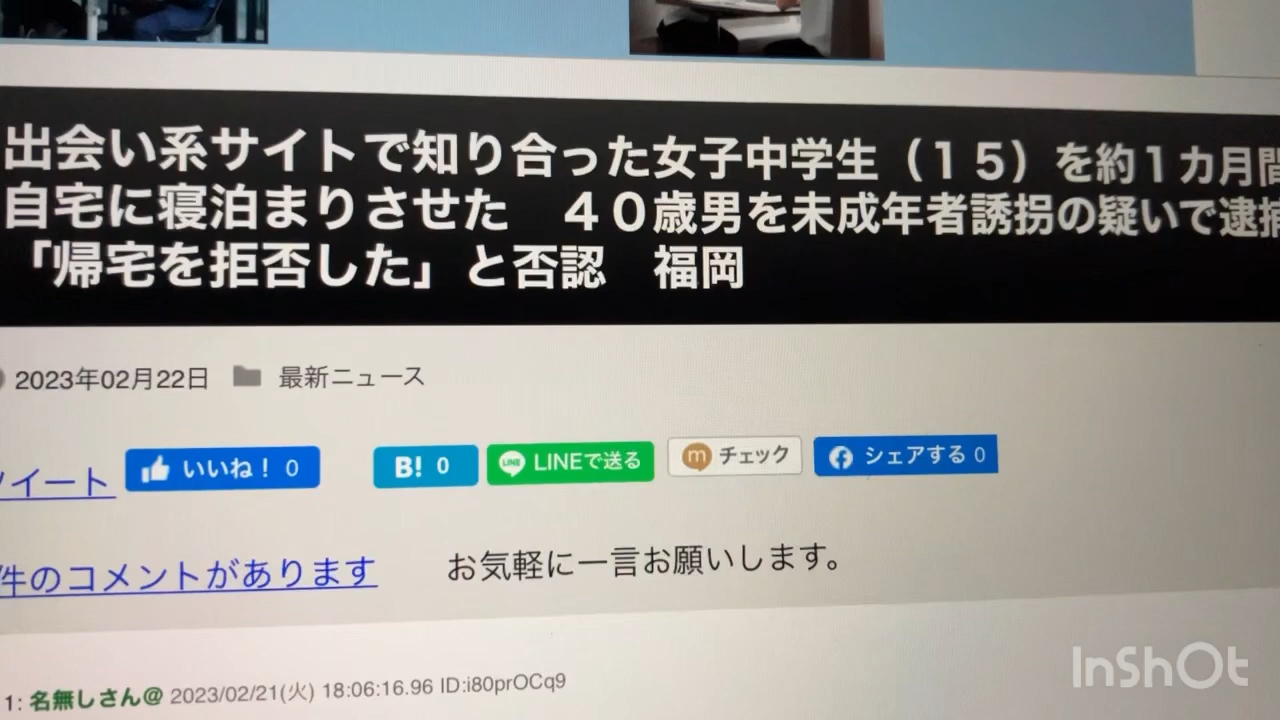 出会い系サイトで知り合った女子中学生（１５）を約１カ月間
自宅に寝泊まりさせた　４０歳男を未成年者誘拐の疑いで逮捕
「帰宅を拒否した」と否認　福岡
2023年02月22日 最新ニュース
ツイート いいね！ 0 B! 0 LINE LINEで送る m チェック シェアする 0
件のコメントがあります お気軽に一言お願いします。
1: 名無しさん@ 2023/02/21(火) 18:06:16.96 ID:i80prOCq9
InShOt